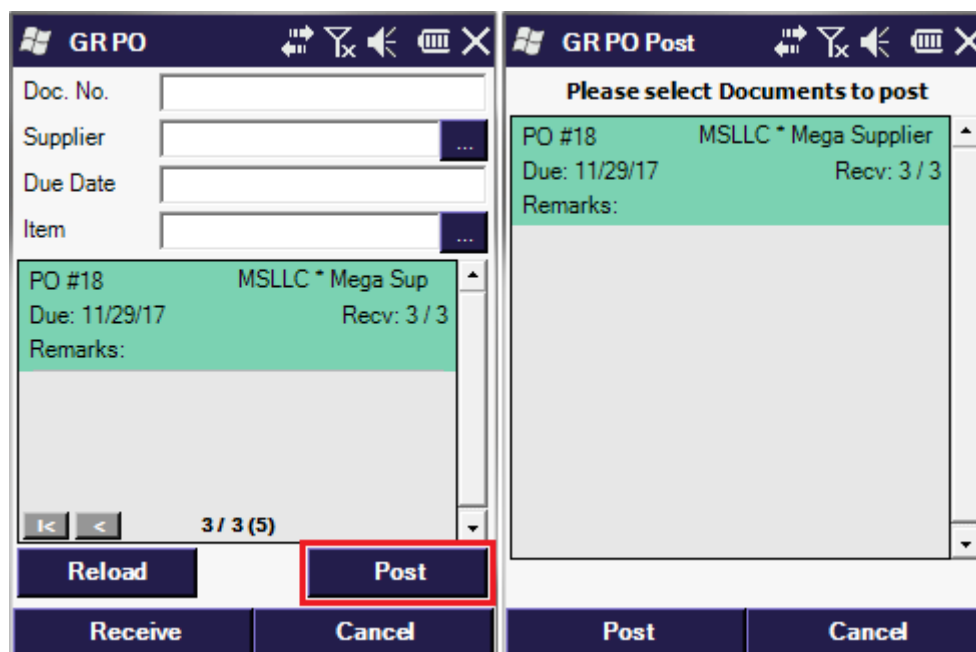 GR PO
Doc. No.
Supplier
...
Due Date
Item
...
PO #18 MSLLC * Mega Sup
Due: 11/29/17 Recv: 3 / 3
Remarks:
I< < 3 / 3 (5)
Reload Post
Receive Cancel
GR PO Post
Please select Documents to post
PO #18 MSLLC * Mega Supplier
Due: 11/29/17 Recv: 3 / 3
Remarks:
Post Cancel